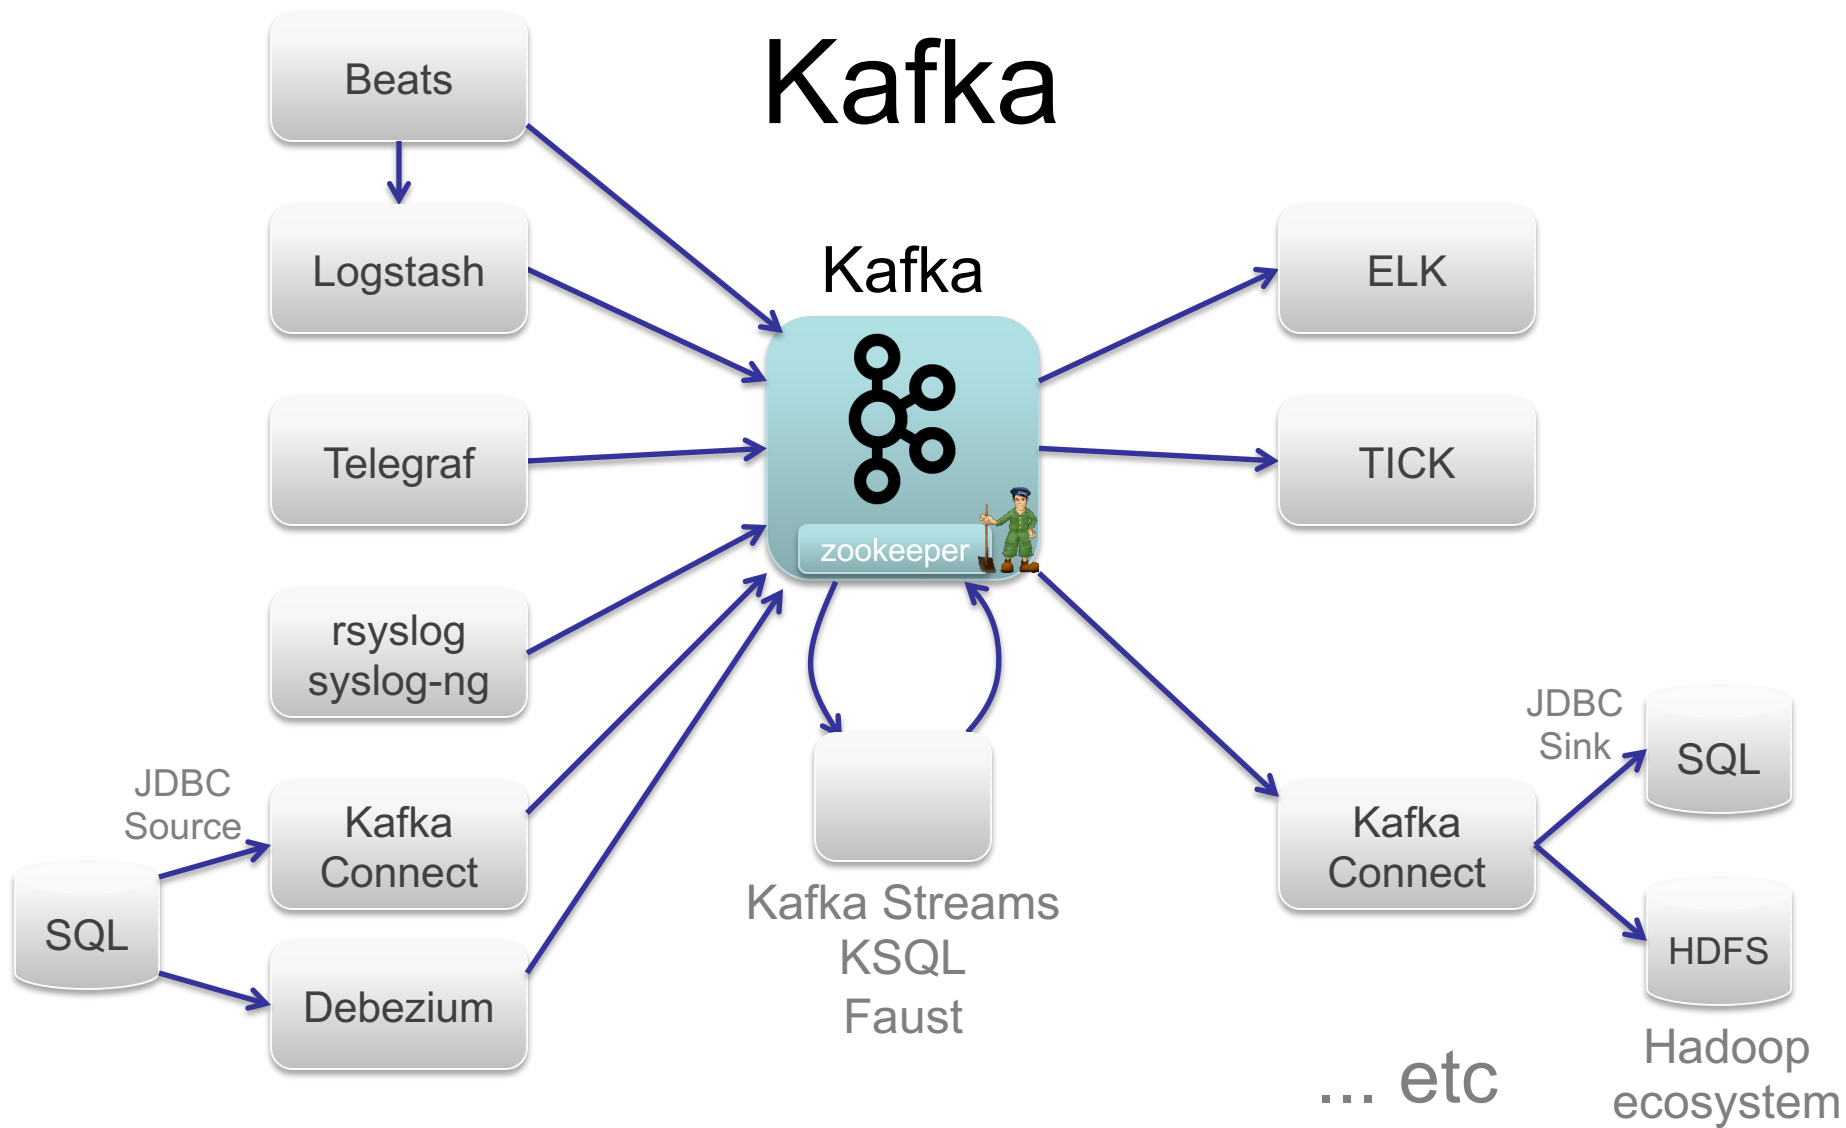 Kafka
Beats
Logstash
Telegraf
rsyslog
syslog-ng
JDBC
Source
Kafka
Connect
SQL
Debezium
Kafka
zookeeper
Kafka Streams
KSQL
Faust
ELK
TICK
Kafka
Connect
JDBC
Sink
SQL
HDFS
Hadoop
ecosystem
... etc